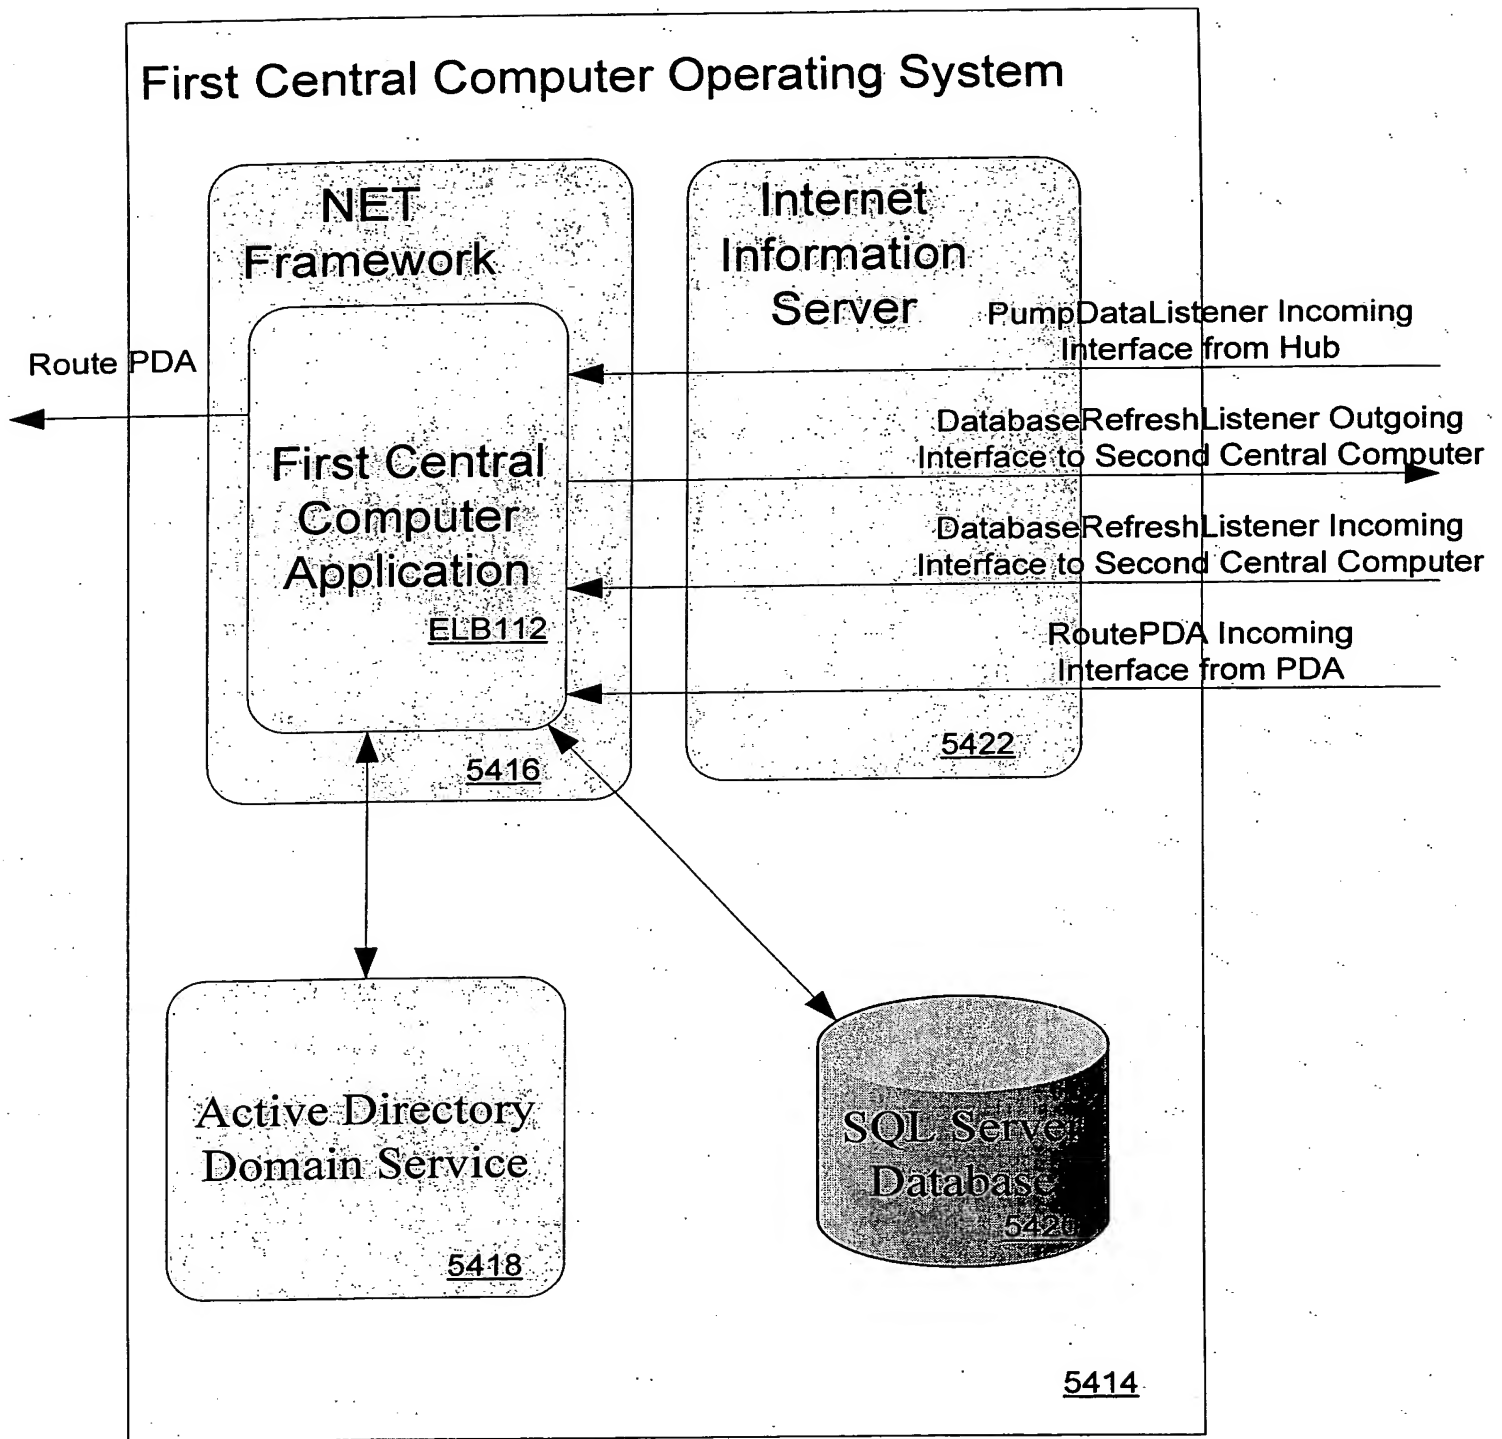 First Central Computer Operating System
NET
Framework
Internet
Information
Server
PumpDataListener Incoming
Interface from Hub
Route PDA
DatabaseRefreshListener Outgoing
Interface to Second Central Computer
First Central
Computer
Application
ELB112
DatabaseRefreshListener Incoming
Interface to Second Central Computer
RoutePDA Incoming
Interface from PDA
5416
5422
Active Directory
Domain Service
5418
SQL Server
Database
5420
5414